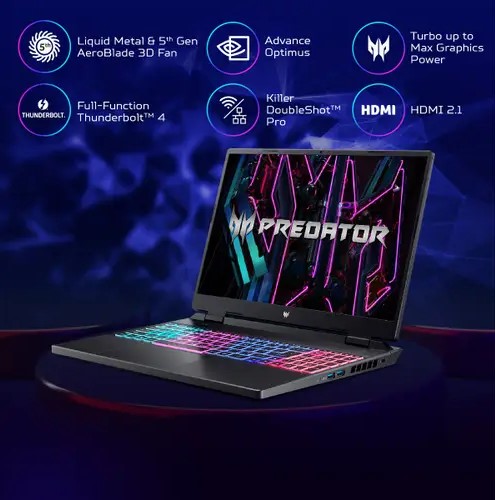 5th
Liquid Metal & 5th Gen
AeroBlade 3D Fan
Advance
Optimus
Turbo up to
Max Graphics
Power
THUNDERBOLT.
Full-Function
Thunderbolt™ 4
Killer
DoubleShot™
Pro
HDMI
HDMI 2.1
PREDATOR